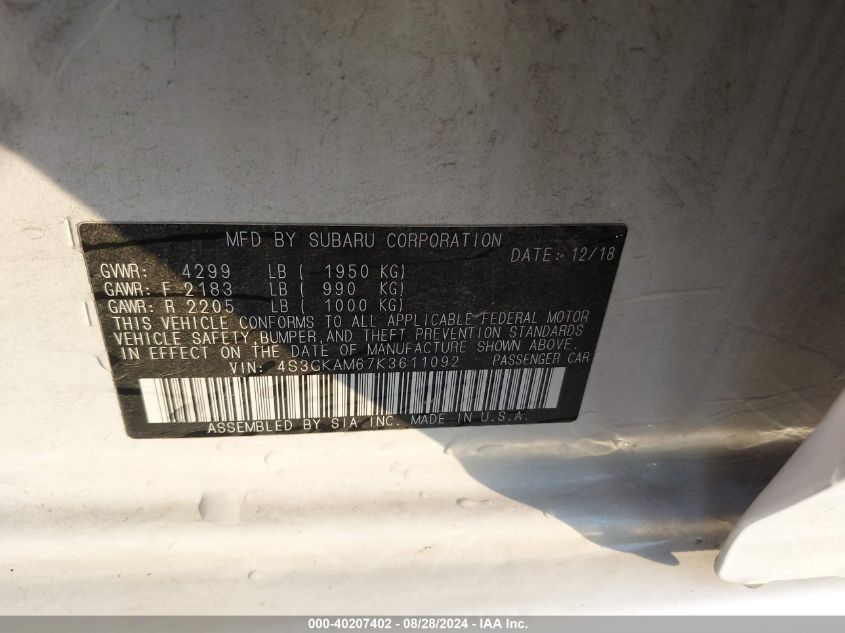 MFD BY SUBARU CORPORATION
DATE: 12/18
GVWR: 4299 LB ( 1950 KG)
GAWR: F 2183 LB ( 990 KG)
GAWR: R 2205 LB ( 1000 KG)
THIS VEHICLE CONFORMS TO ALL APPLICABLE FEDERAL MOTOR
VEHICLE SAFETY, BUMPER, AND THEFT PREVENTION STANDARDS
IN EFFECT ON THE DATE OF MANUFACTURE SHOWN ABOVE.
VIN: 4S3GKAM67K3611092 PASSENGER CAR
ASSEMBLED BY SIA, INC. MADE IN U.S.A.
000-40207402 - 08/28/2024 - IAA Inc.